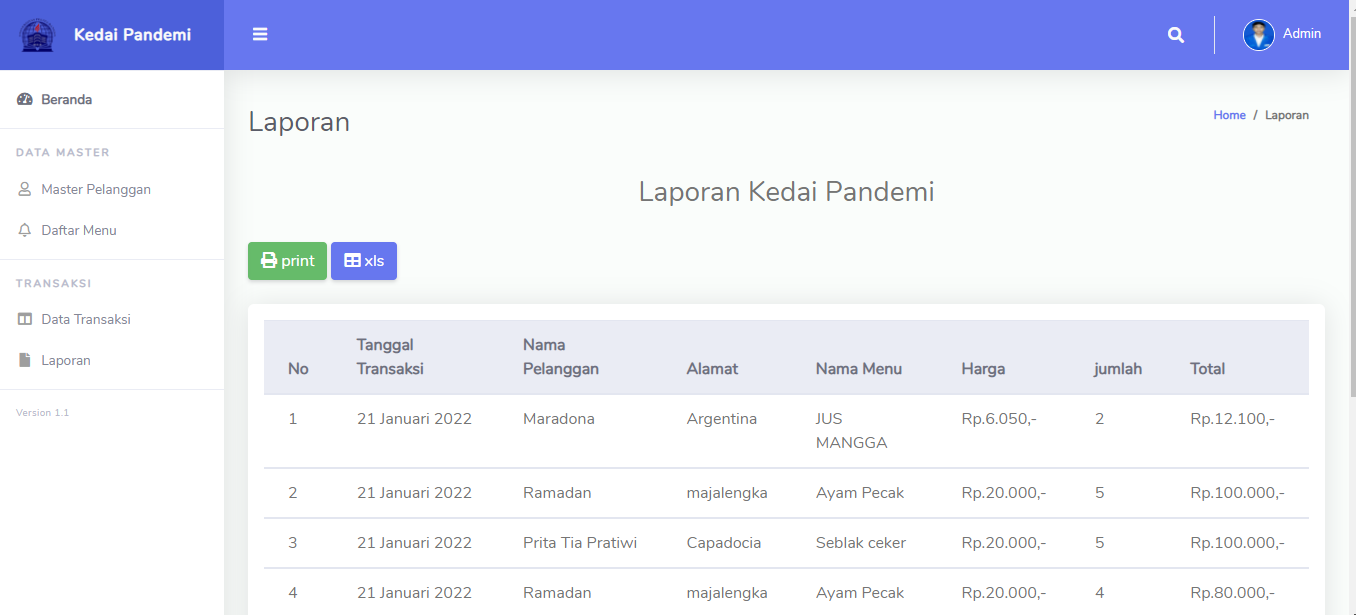 Kedai Pandemi
Admin
Beranda
DATA MASTER
Master Pelanggan
Daftar Menu
TRANSAKSI
Data Transaksi
Laporan
Version 1.1
Laporan
Home / Laporan
Laporan Kedai Pandemi
print xls
No Tanggal Transaksi Nama Pelanggan Alamat Nama Menu Harga jumlah Total
1 21 Januari 2022 Maradona Argentina JUS MANGGA Rp.6.050,- 2 Rp.12.100,-
2 21 Januari 2022 Ramadan majalengka Ayam Pecak Rp.20.000,- 5 Rp.100.000,-
3 21 Januari 2022 Prita Tia Pratiwi Capadocia Seblak ceker Rp.20.000,- 5 Rp.100.000,-
4 21 Januari 2022 Ramadan majalengka Ayam Pecak Rp.20.000,- 4 Rp.80.000,-